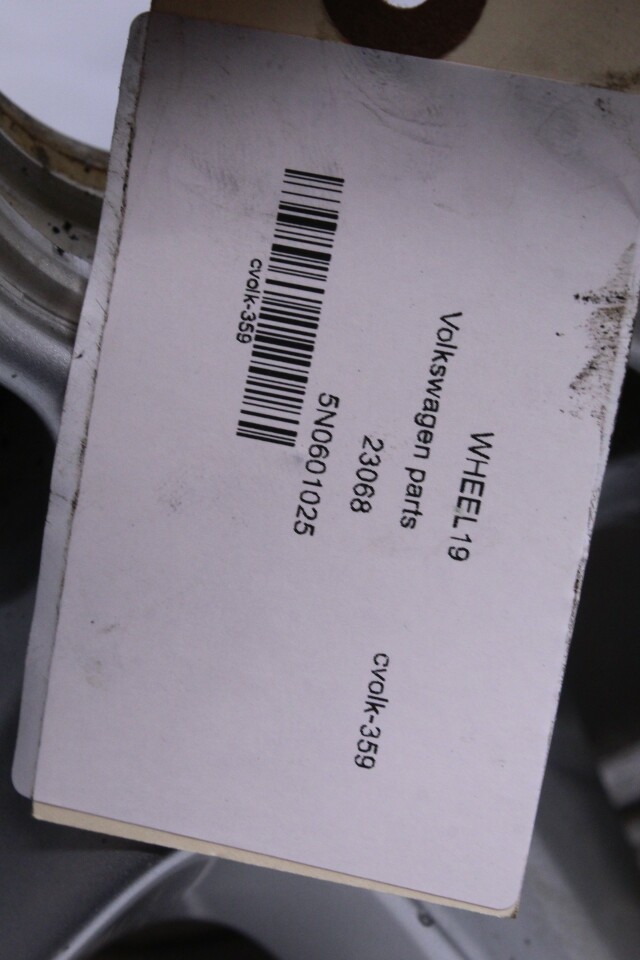 WHEEL19
Volkswagen parts
23068
cvolk-359
5N0601025
cvolk-359